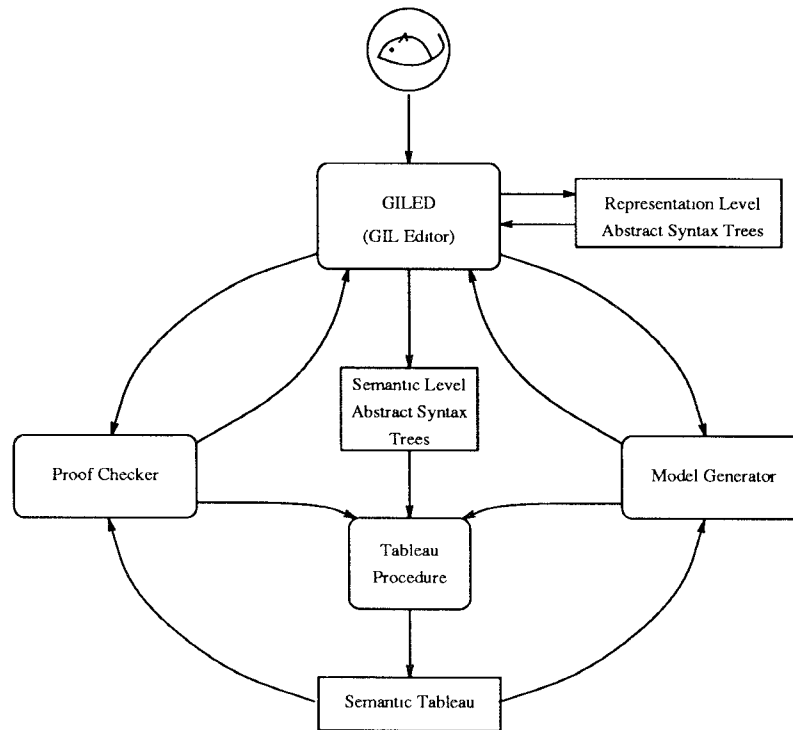 GILED
(GIL Editor)
Representation Level
Abstract Syntax Trees
Semantic Level
Abstract Syntax
Trees
Proof Checker
Model Generator
Tableau
Procedure
Semantic Tableau